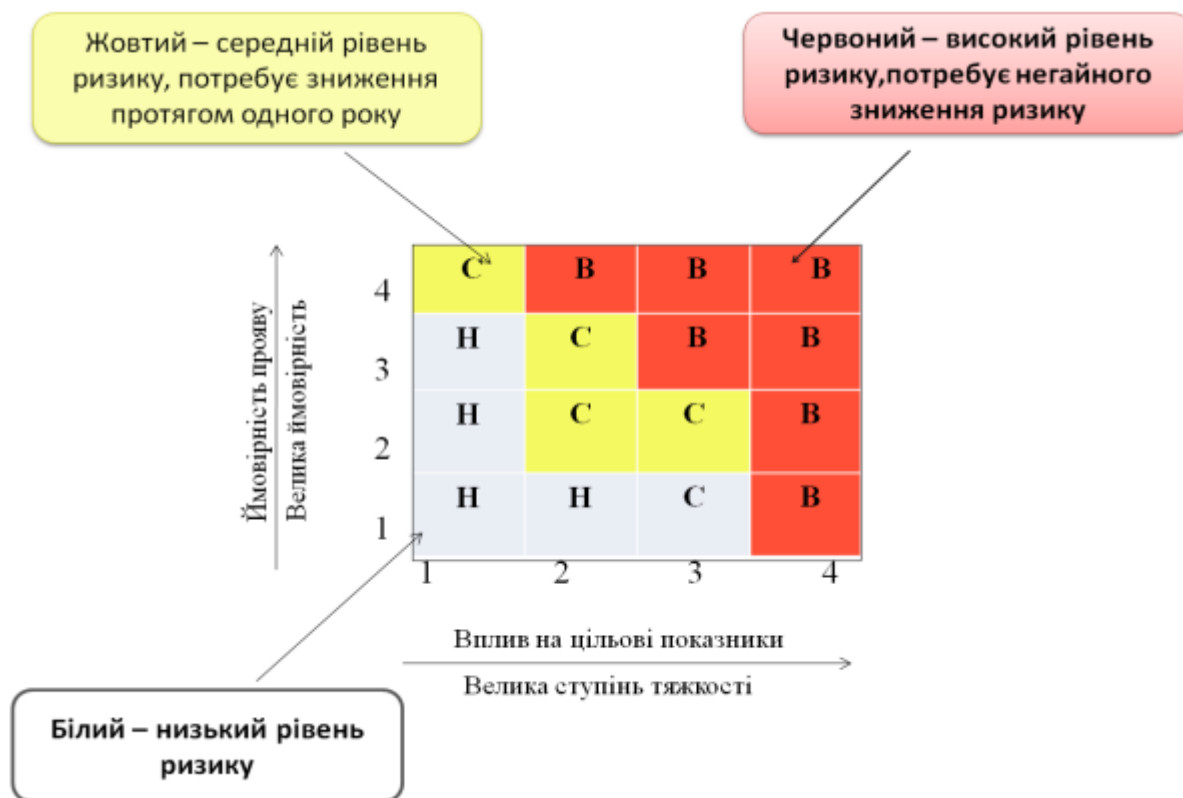 Жовтий – середній рівень
ризику, потребує зниження
протягом одного року
Червоний – високий рівень
ризику,потребує негайного
зниження ризику
Ймовірність прояву
Велика ймовірність
4
С
В
В
В
3
Н
С
В
В
2
Н
С
С
В
1
Н
Н
С
В
1
2
3
4
Вплив на цільові показники
Велика ступінь тяжкості
Білий – низький рівень
ризику